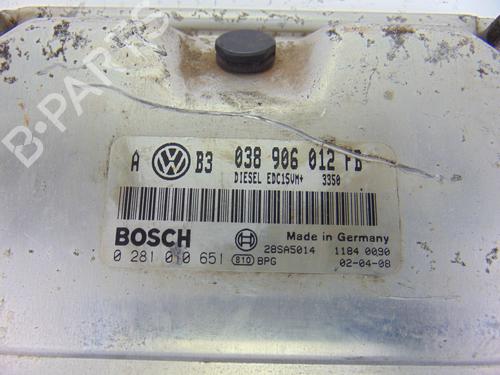 B-PARTS
A B3 038 906 012 FB
DIESEL EDC15VM+ 3350
BOSCH
Made in Germany
28SA5014 1184 0090
0 281 010 651 810 BPG 02-04-08